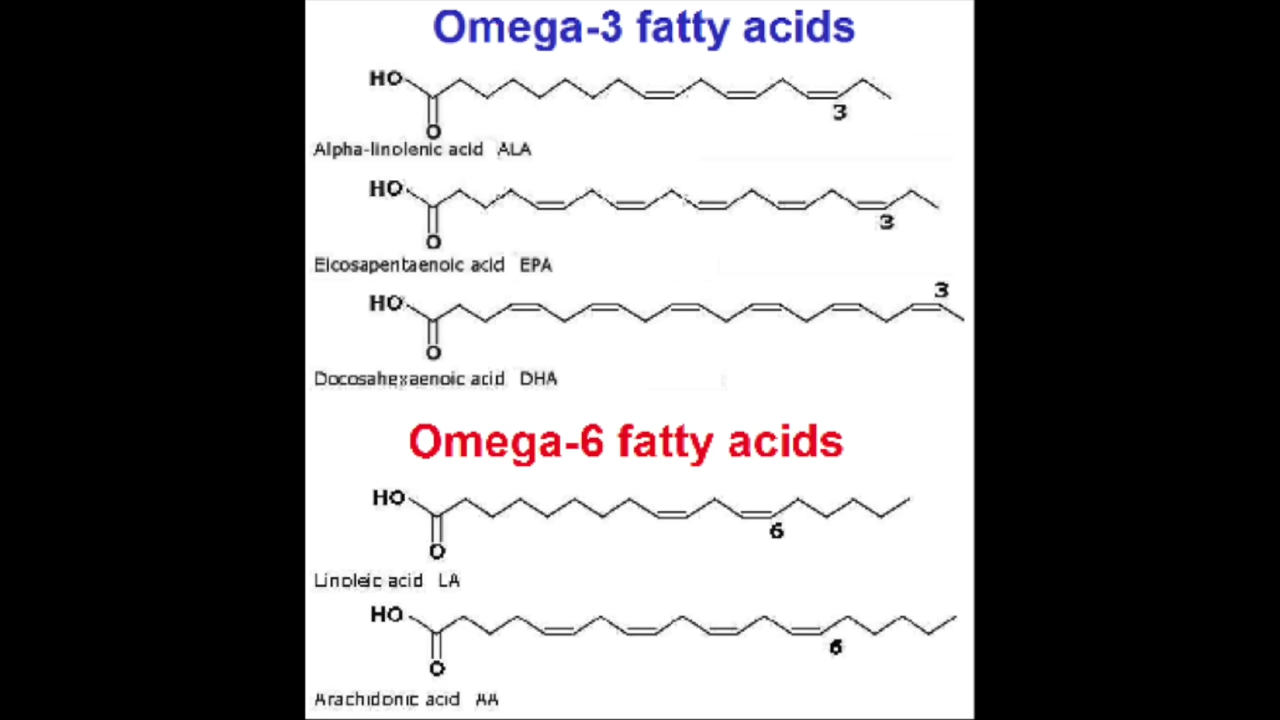 Omega-3 fatty acids
HO
O
3
Alpha-linolenic acid ALA
HO
O
3
Eicosapentaenoic acid EPA
3
HO
O
Docosahexaenoic acid DHA
Omega-6 fatty acids
HO
O
6
Linoleic acid LA
HO
O
6
Arachidonic acid AA